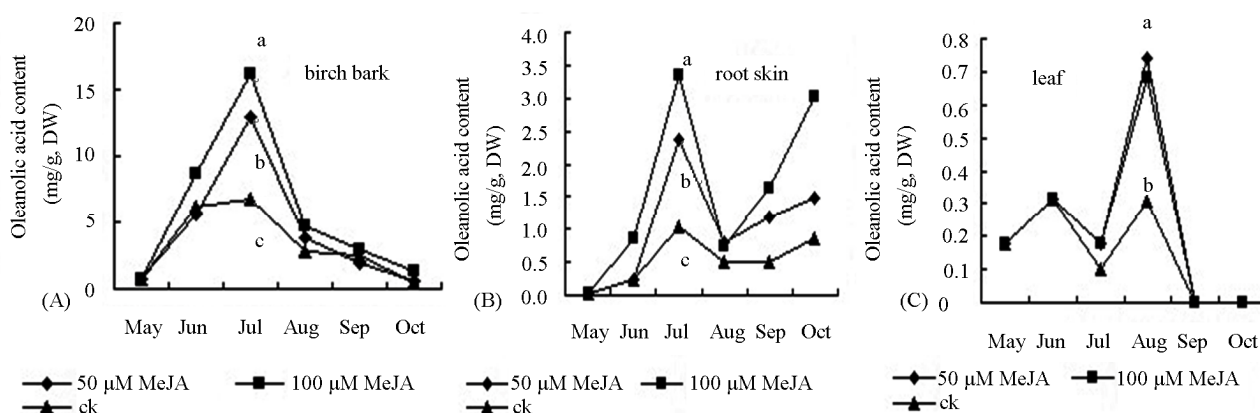 Oleanolic acid content
(mg/g, DW)
20
15
10
5
0
a
birch bark
b
c
(A)
May Jun Jul Aug Sep Oct
50 μM MeJA
100 μM MeJA
ck
Oleanolic acid content
(mg/g, DW)
4.0
3.5
3.0
2.5
2.0
1.5
1.0
0.5
0.0
a
root skin
b
c
(B)
May Jun Jul Aug Sep Oct
50 μM MeJA
100 μM MeJA
ck
Oleanolic acid content
(mg/g, DW)
0.8
0.7
0.6
0.5
0.4
0.3
0.2
0.1
0
a
leaf
b
(C)
May Jun Jul Aug Sep Oct
50 μM MeJA
100 μM MeJA
ck